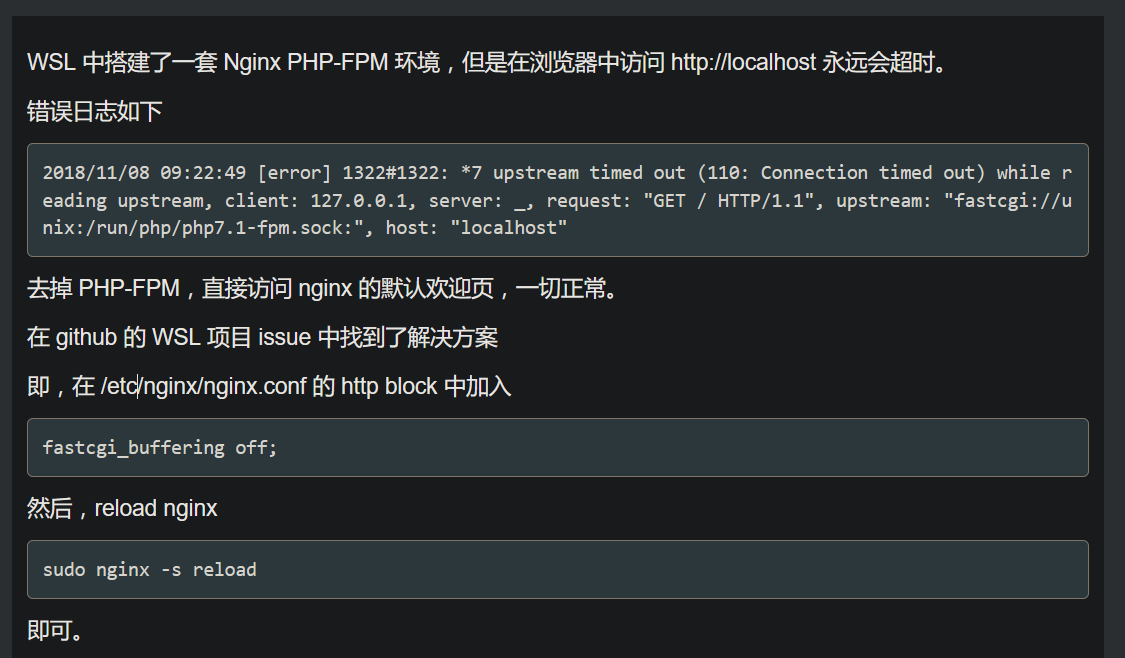 WSL 中搭建了一套 Nginx PHP-FPM 环境，但是在浏览器中访问 http://localhost 永远会超时。
错误日志如下
2018/11/08 09:22:49 [error] 1322#1322: *7 upstream timed out (110: Connection timed out) while r
eading upstream, client: 127.0.0.1, server: _, request: "GET / HTTP/1.1", upstream: "fastcgi://u
nix:/run/php/php7.1-fpm.sock:", host: "localhost"
去掉 PHP-FPM，直接访问 nginx 的默认欢迎页，一切正常。
在 github 的 WSL 项目 issue 中找到了解决方案
即，在 /etc/nginx/nginx.conf 的 http block 中加入
fastcgi_buffering off;
然后，reload nginx
sudo nginx -s reload
即可。